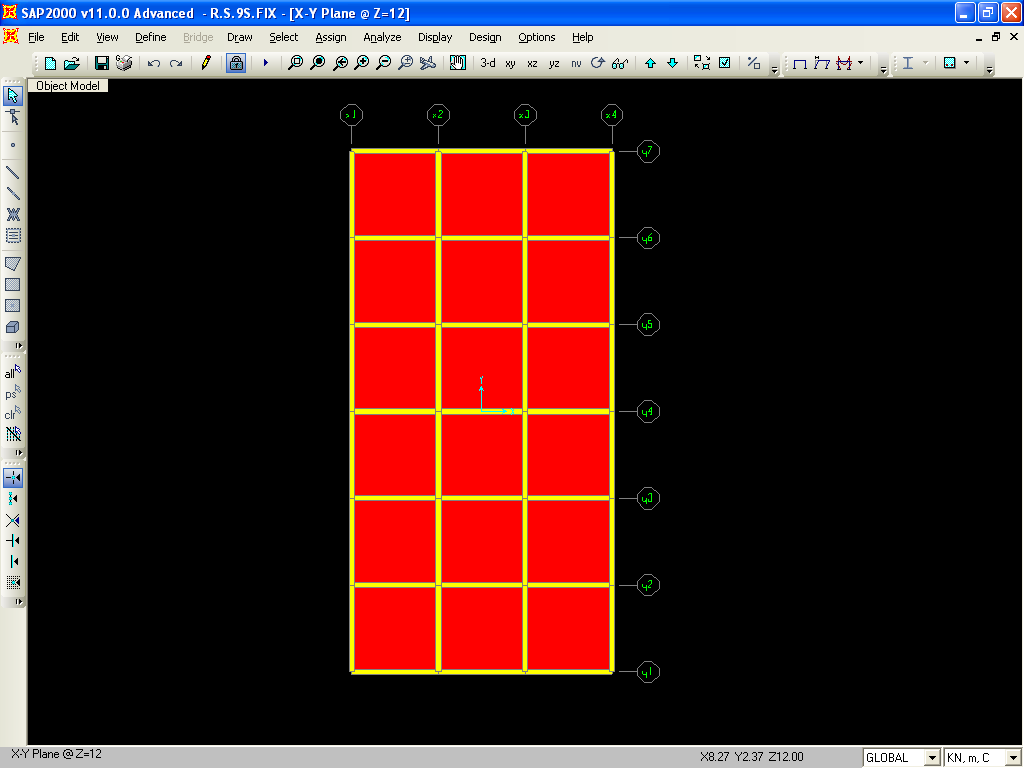 SAP2000 v11.0.0 Advanced - R.S.9S.FIX - [X-Y Plane @ Z=12]
File Edit View Define Bridge Draw Select Assign Analyze Display Design Options Help
3-d xy xz yz nv
Object Model
x1 x2 x3 x4
y7
y6
y5
Y
X
y4
y3
y2
y1
all
ps
clr
X-Y Plane @ Z=12 X8.27 Y2.37 Z12.00 GLOBAL KN, m, C